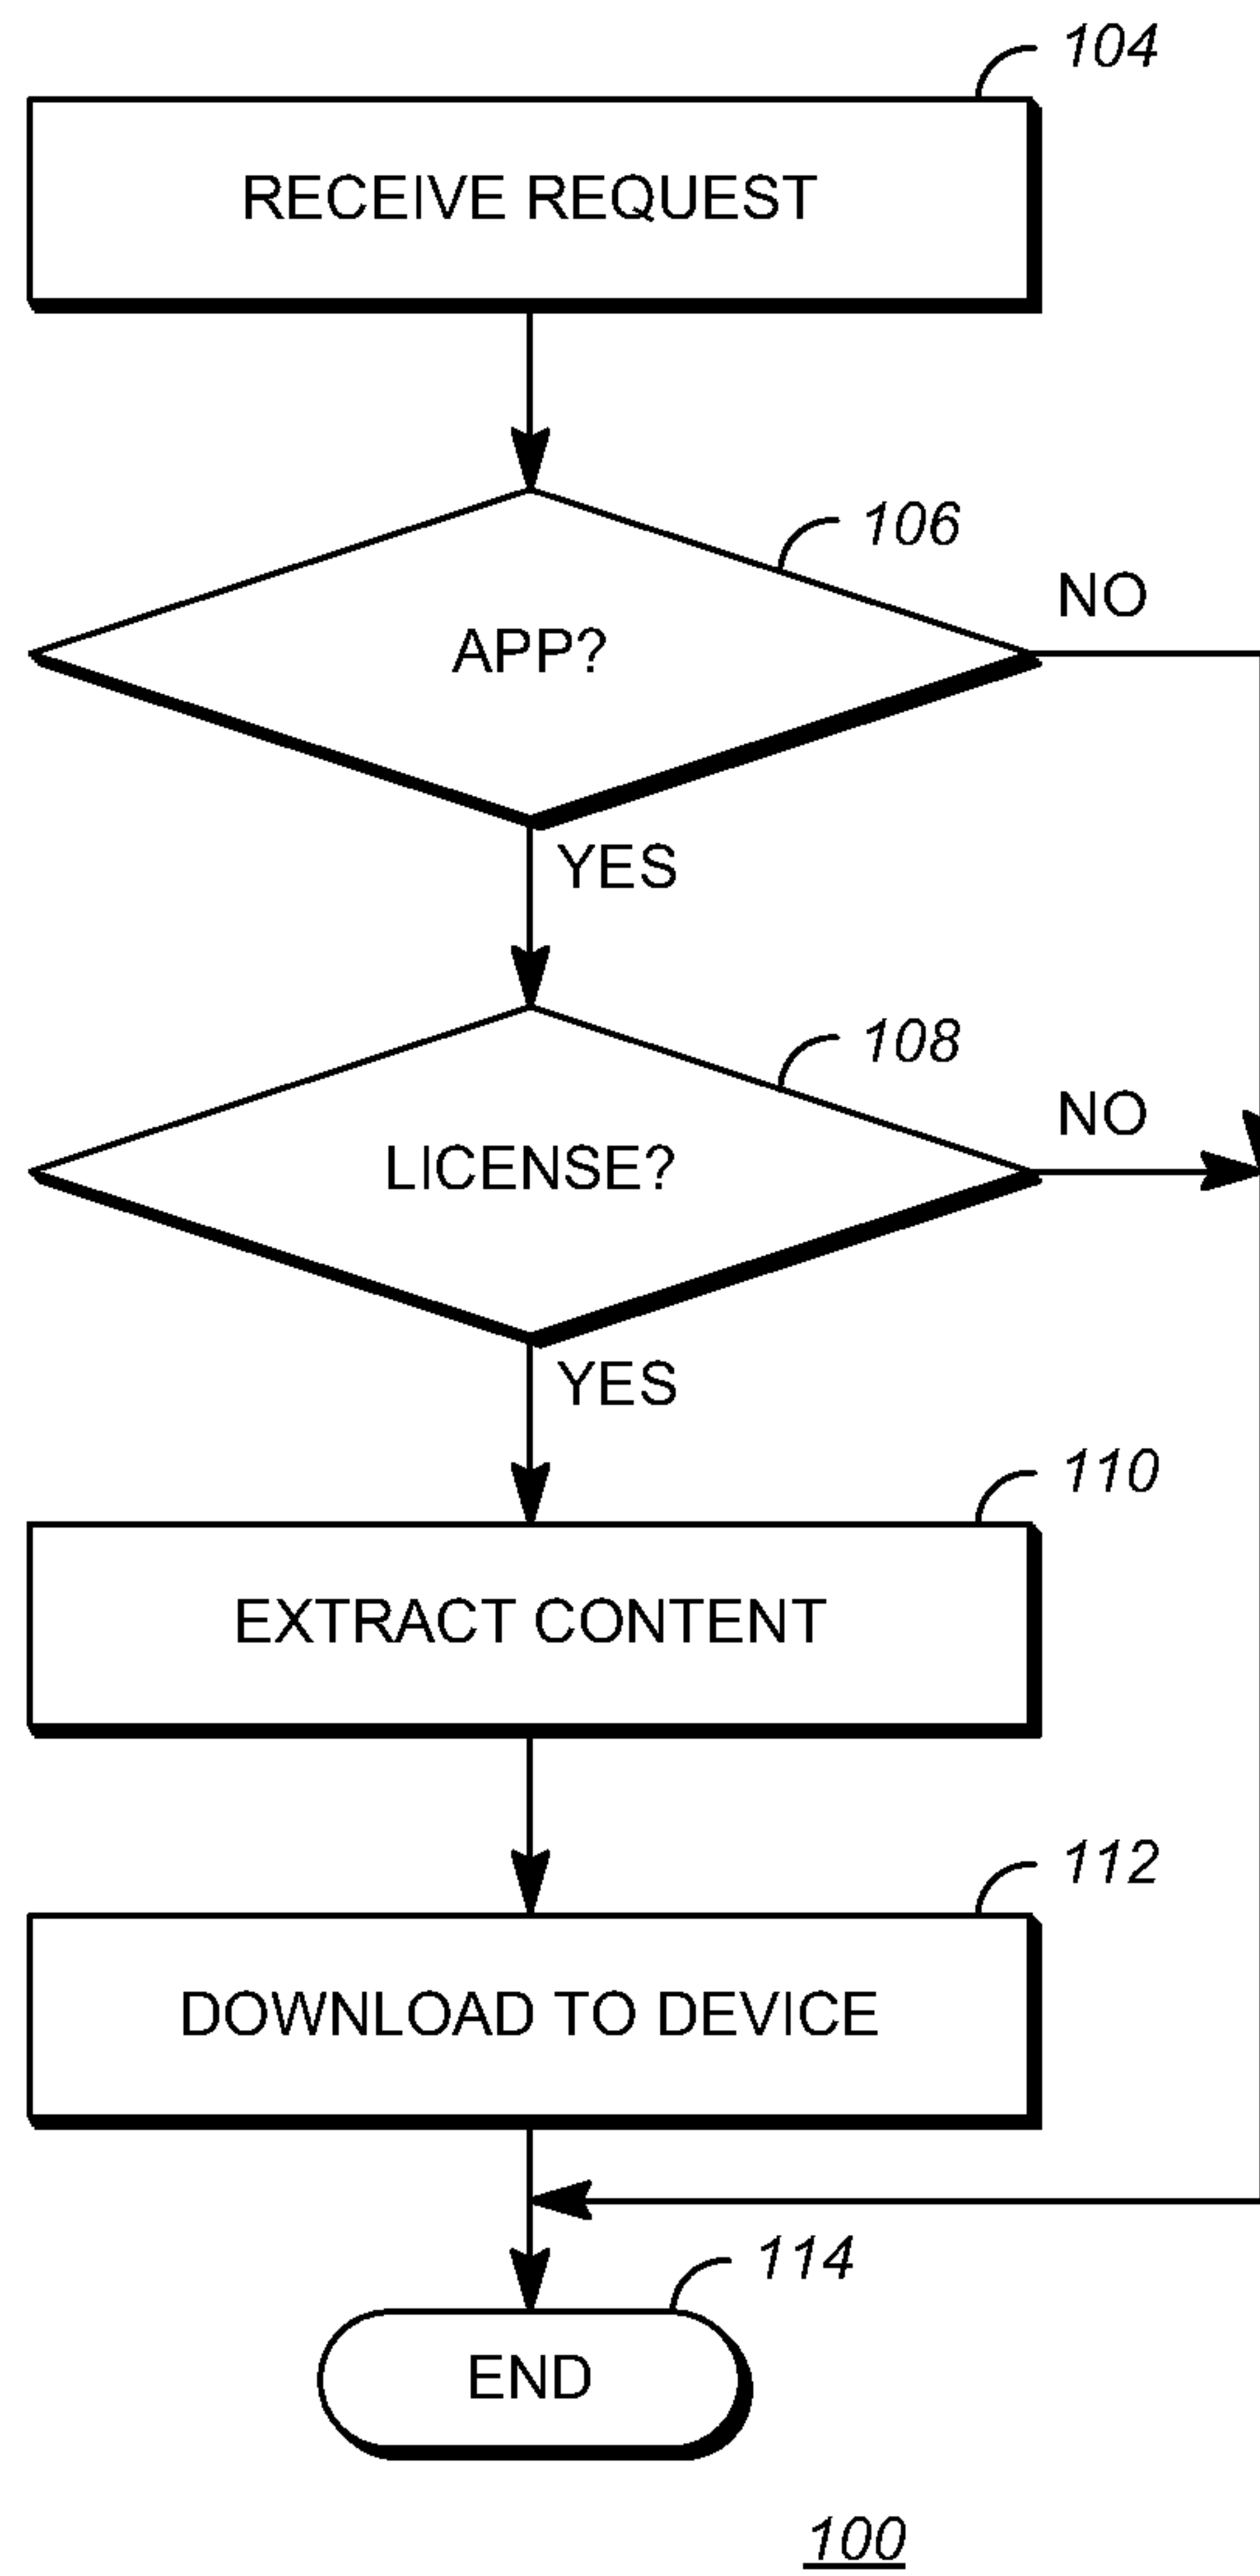 104
RECEIVE REQUEST
106
NO
APP?
YES
108
NO
LICENSE?
YES
110
EXTRACT CONTENT
112
DOWNLOAD TO DEVICE
114
END
100